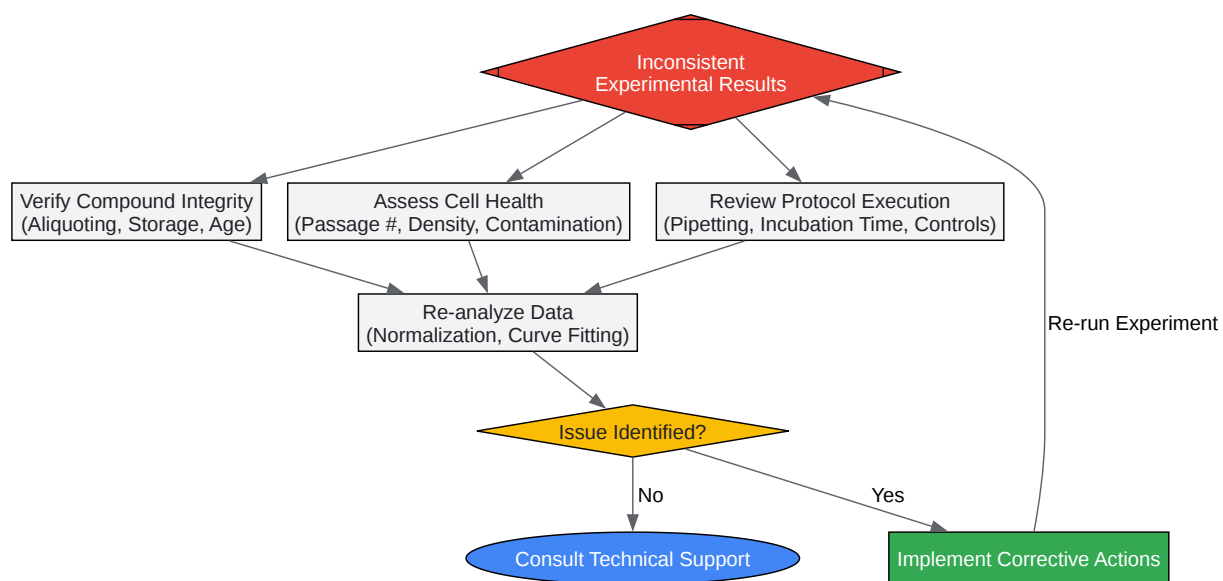 Inconsistent
Experimental Results
Verify Compound Integrity
(Aliquoting, Storage, Age)
Assess Cell Health
(Passage #, Density, Contamination)
Review Protocol Execution
(Pipetting, Incubation Time, Controls)
Re-analyze Data
(Normalization, Curve Fitting)
Re-run Experiment
Issue Identified?
No
Yes
Consult Technical Support
Implement Corrective Actions